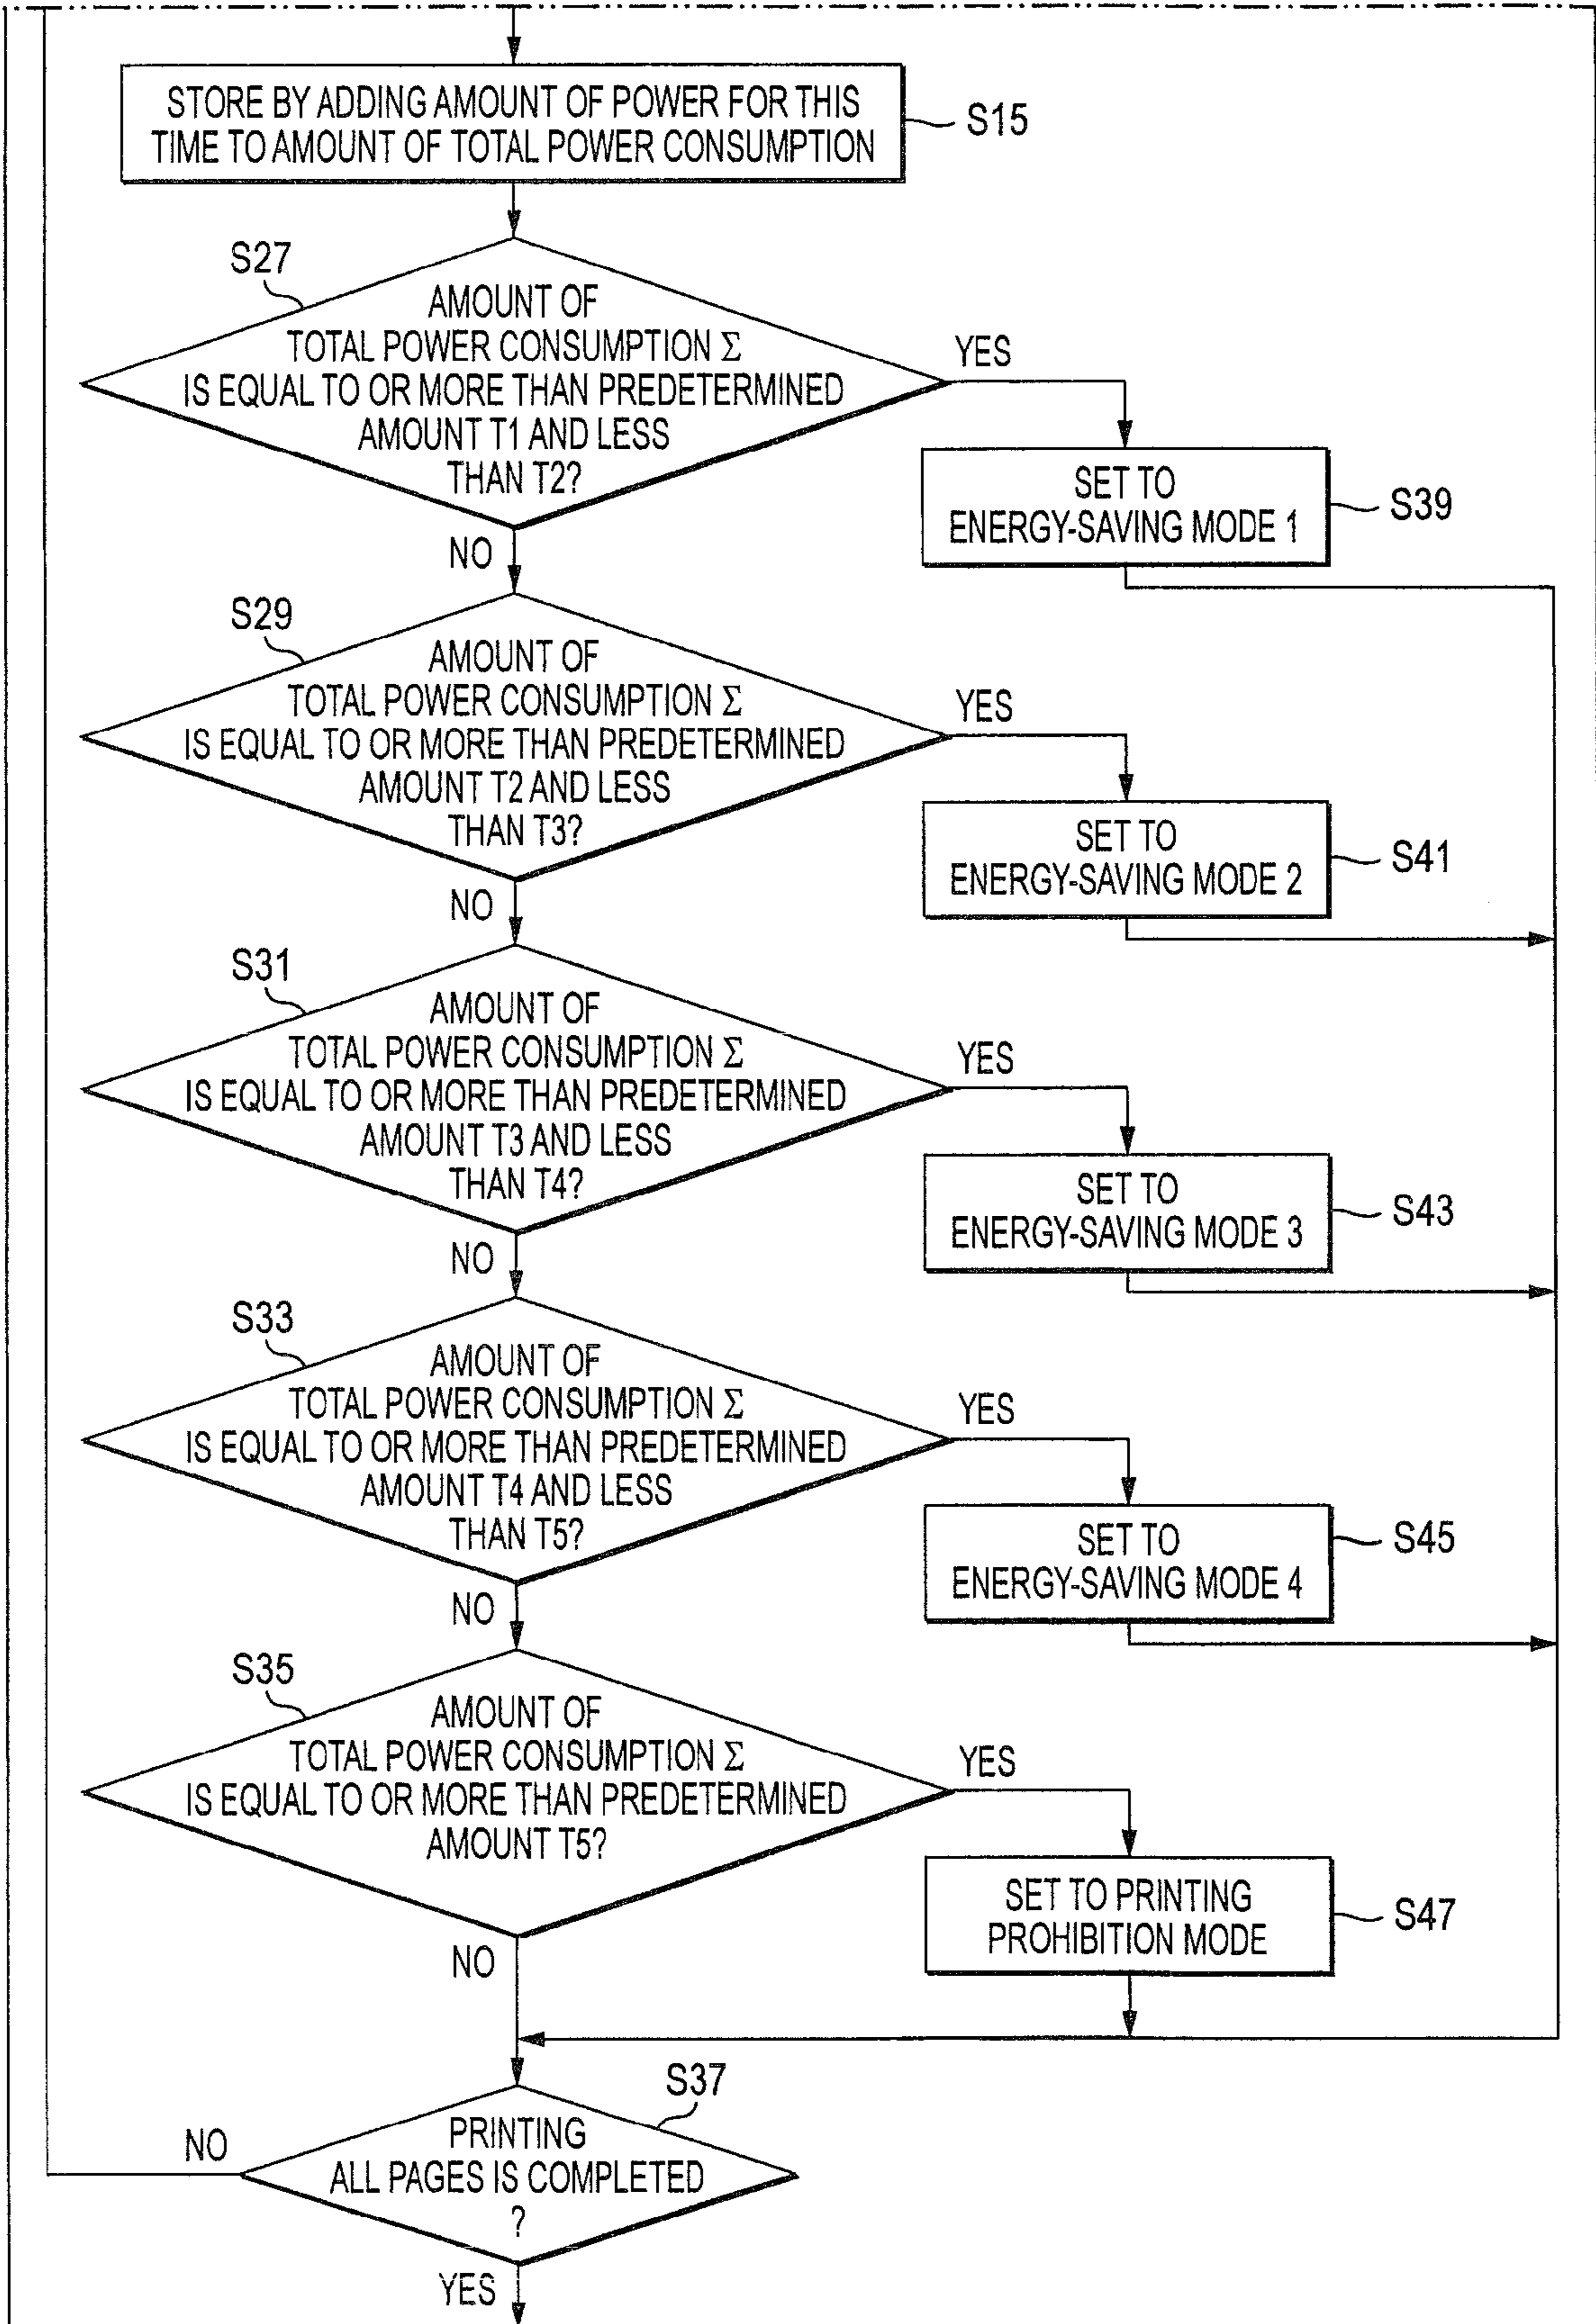 STORE BY ADDING AMOUNT OF POWER FOR THIS
TIME TO AMOUNT OF TOTAL POWER CONSUMPTION
S15
S27
AMOUNT OF
TOTAL POWER CONSUMPTION Σ
IS EQUAL TO OR MORE THAN PREDETERMINED
AMOUNT T1 AND LESS
THAN T2?
YES
SET TO
ENERGY-SAVING MODE 1
S39
NO
S29
AMOUNT OF
TOTAL POWER CONSUMPTION Σ
IS EQUAL TO OR MORE THAN PREDETERMINED
AMOUNT T2 AND LESS
THAN T3?
YES
SET TO
ENERGY-SAVING MODE 2
S41
NO
S31
AMOUNT OF
TOTAL POWER CONSUMPTION Σ
IS EQUAL TO OR MORE THAN PREDETERMINED
AMOUNT T3 AND LESS
THAN T4?
YES
SET TO
ENERGY-SAVING MODE 3
S43
NO
S33
AMOUNT OF
TOTAL POWER CONSUMPTION Σ
IS EQUAL TO OR MORE THAN PREDETERMINED
AMOUNT T4 AND LESS
THAN T5?
YES
SET TO
ENERGY-SAVING MODE 4
S45
NO
S35
AMOUNT OF
TOTAL POWER CONSUMPTION Σ
IS EQUAL TO OR MORE THAN PREDETERMINED
AMOUNT T5?
YES
SET TO PRINTING
PROHIBITION MODE
S47
NO
S37
PRINTING
ALL PAGES IS COMPLETED
?
NO
YES